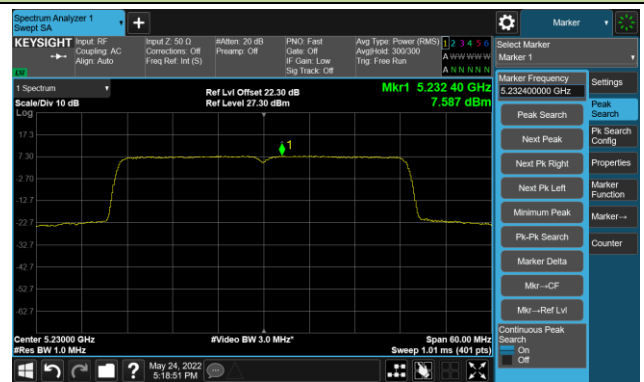 Spectrum Analyzer 1
Swept SA
+
Marker
KEYSIGHT
Input: RF
Coupling: AC
Align: Auto
Input Z: 50 Ω
Corrections: Off
Freq Ref: Int (S)
#Atten: 20 dB
Preamp: Off
PNO: Fast
Gate: Off
IF Gain: Low
Sig Track: Off
Avg Type: Power (RMS)
Avg|Hold: 300/300
Trig: Free Run
1 2 3 4 5 6
A W W W W W
A N N N N N
LV
Select Marker
Marker 1
1 Spectrum
Scale/Div 10 dB
Log
Ref Lvl Offset 22.30 dB
Ref Level 27.30 dBm
Mkr1 5.232 40 GHz
7.587 dBm
17.3
7.30
-2.70
-12.7
-22.7
-32.7
-42.7
-52.7
-62.7
1
Center 5.23000 GHz
#Res BW 1.0 MHz
#Video BW 3.0 MHz*
Span 60.00 MHz
Sweep 1.01 ms (401 pts)
Marker Frequency
5.232400000 GHz
Peak Search
Next Peak
Next Pk Right
Next Pk Left
Minimum Peak
Pk-Pk Search
Marker Delta
Mkr→CF
Mkr→Ref Lvl
Continuous Peak
Search
On
Off
Settings
Peak
Search
Pk Search
Config
Properties
Marker
Function
Marker→
Counter
?
May 24, 2022
5:18:51 PM